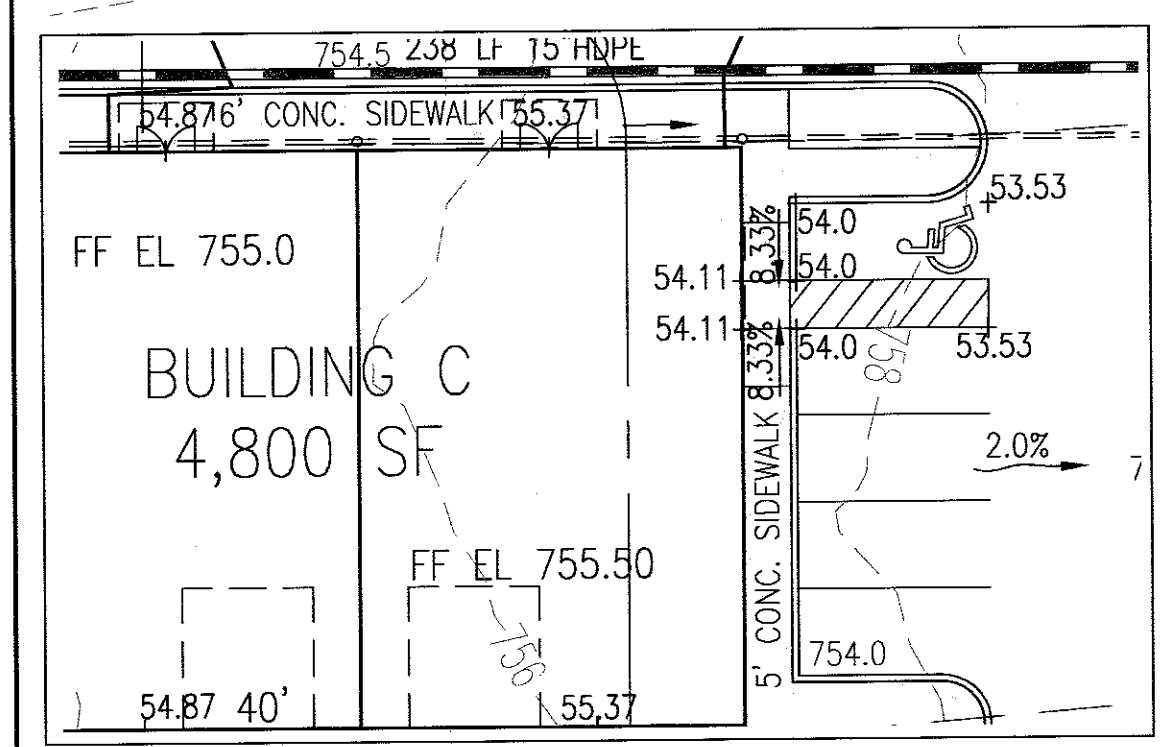 754.5 238 LF 15" HDPE
54.87 6' CONC. SIDEWALK 55.37
53.53
8.33% 54.0
FF EL 755.0
54.11 54.0
54.11 54.0 53.53
8.33%
758
BUILDING C
4,800 SF
2.0%
5' CONC. SIDEWALK
FF EL 755.50
756
754.0
54.87 40' 55.37